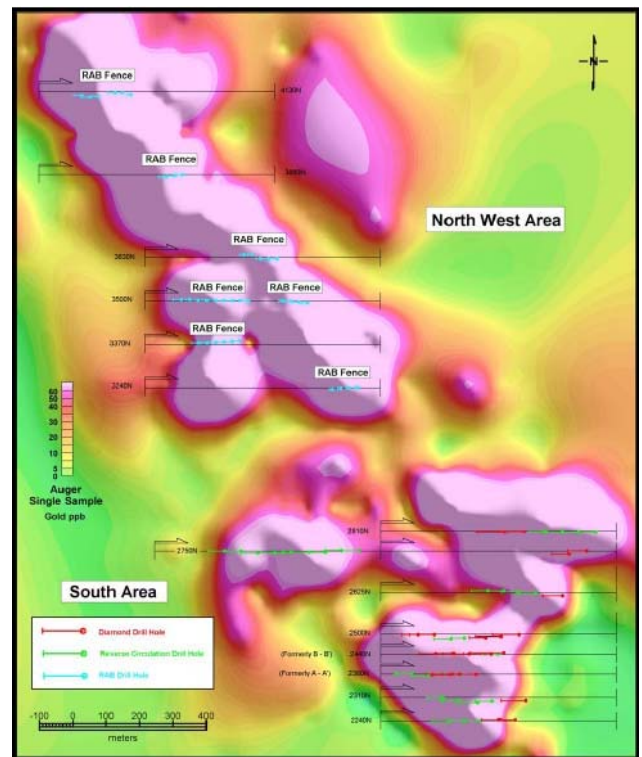 N
RAB Fence
4130N
RAB Fence
North West Area
RAB Fence
3630N
RAB Fence
RAB Fence
3500N
RAB Fence
3370N
RAB Fence
3240N
60
50
40
30
20
10
5
0
Auger
Single Sample
Gold ppb
2910N
2750N
2625N
South Area
Diamond Drill Hole
Reverse Circulation Drill Hole
RAB Drill Hole
2500N
(Formerly B - B')
2440N
(Formerly A - A')
2310N
2240N
-100 0 100 200 300 400
meters